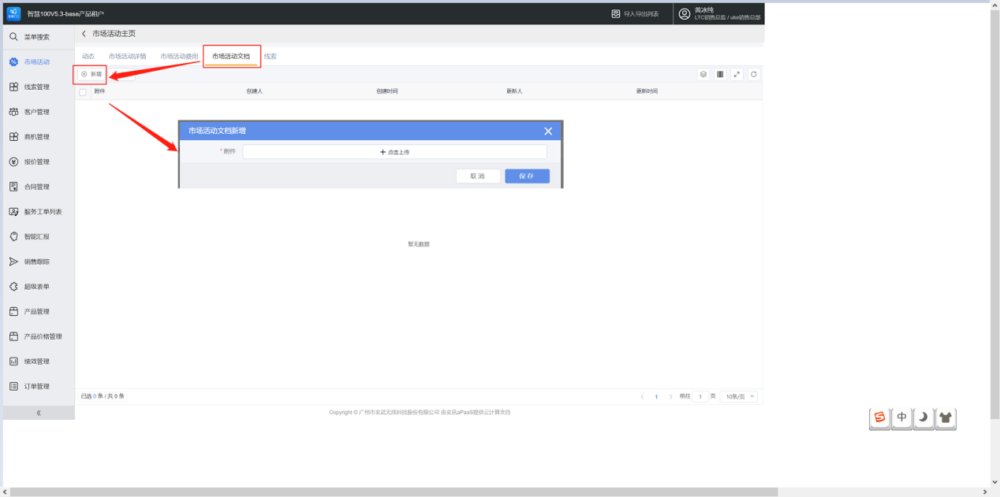 智慧100V5.3-base产品租户
导入导出列表
黄冰纯
LTC销售总监 / uke销售总部
菜单搜索
市场活动主页
市场活动
动态
市场活动详情
市场活动费用
市场活动文档
线索
新增
附件
创建人
创建时间
更新人
更新时间
线索管理
客户管理
商机管理
报价管理
合同管理
服务工单列表
智能汇报
销售跟踪
超级表单
产品管理
产品价格管理
绩效管理
订单管理
市场活动文档新增
* 附件
+ 点击上传
取 消
保 存
暂无数据
已选 0 条 / 共 0 条
1
前往 1 页
10条/页
Copyright © 广州市玄武无线科技股份有限公司 由玄讯aPaaS提供云计算支持
中